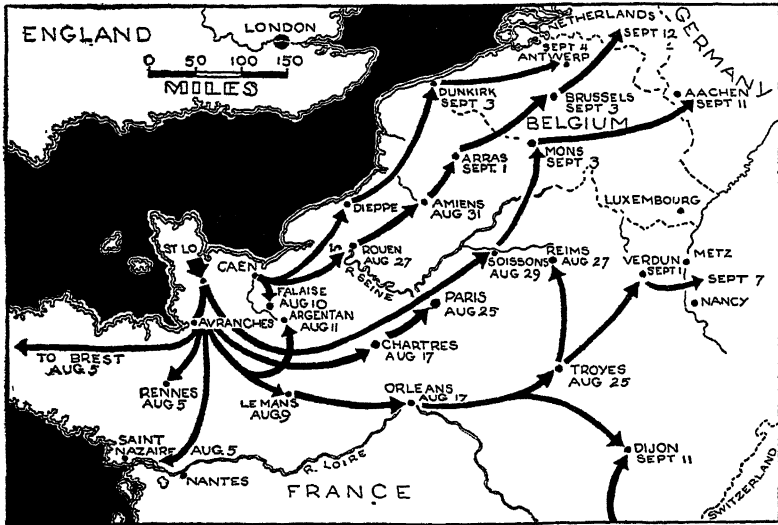 ENGLAND
LONDON
0 50 100 150
MILES
NETHERLANDS
SEPT 12
GERMANY
SEPT 4
ANTWERP
DUNKIRK
SEPT 3
BRUSSELS
SEPT 3
AACHEN
SEPT 11
BELGIUM
MONS
SEPT 3
ARRAS
SEPT. 1
LUXEMBOURG
DIEPPE
AMIENS
AUG 31
ST LO
CAEN
ROUEN
AUG 27
R. SEINE
SOISSONS
AUG 29
REIMS
AUG 27
VERDUN
SEPT 1
METZ
SEPT 7
NANCY
FALAISE
AUG 10
ARGENTAN
AUG 11
PARIS
AUG 25
AVRANCHES
CHARTRES
AUG 17
TO BREST
AUG 5
RENNES
AUG 5
LE MANS
AUG 9
ORLEANS
AUG 17
TROYES
AUG 25
SAINT
NAZAIRE
AUG 5
R. LOIRE
NANTES
FRANCE
DIJON
SEPT 11
SWITZERLAND